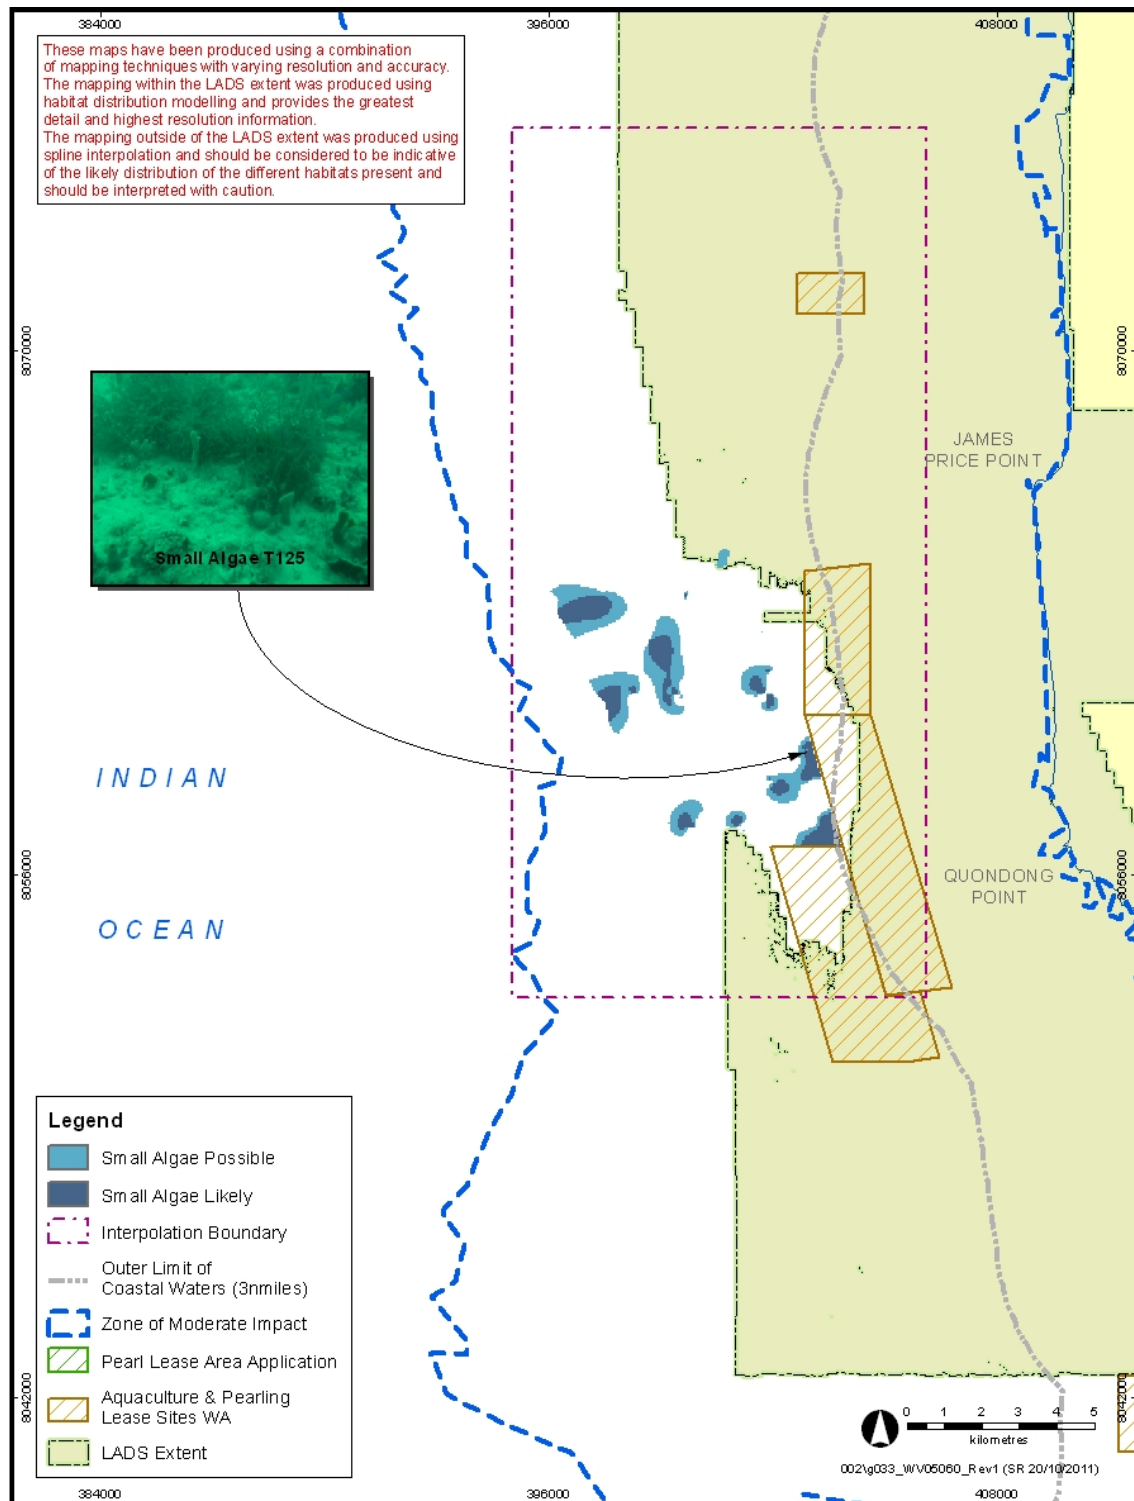 384000
396000
408000
These maps have been produced using a combination
of mapping techniques with varying resolution and accuracy.
The mapping within the LADS extent was produced using
habitat distribution modelling and provides the greatest
detail and highest resolution information.
The mapping outside of the LADS extent was produced using
spline interpolation and should be considered to be indicative
of the likely distribution of the different habitats present and
should be interpreted with caution.
8070000
8070000
JAMES
PRICE POINT
Small Algae T125
INDIAN
OCEAN
8056000
8056000
QUONDONG
POINT
Legend
Small Algae Possible
Small Algae Likely
Interpolation Boundary
Outer Limit of
Coastal Waters (3nmiles)
Zone of Moderate Impact
Pearl Lease Area Application
Aquaculture & Pearling
Lease Sites WA
LADS Extent
8042000
8042000
0 1 2 3 4 5
kilometres
002\g033_WV05060_Rev1 (SR 20/10/2011)
384000
396000
408000